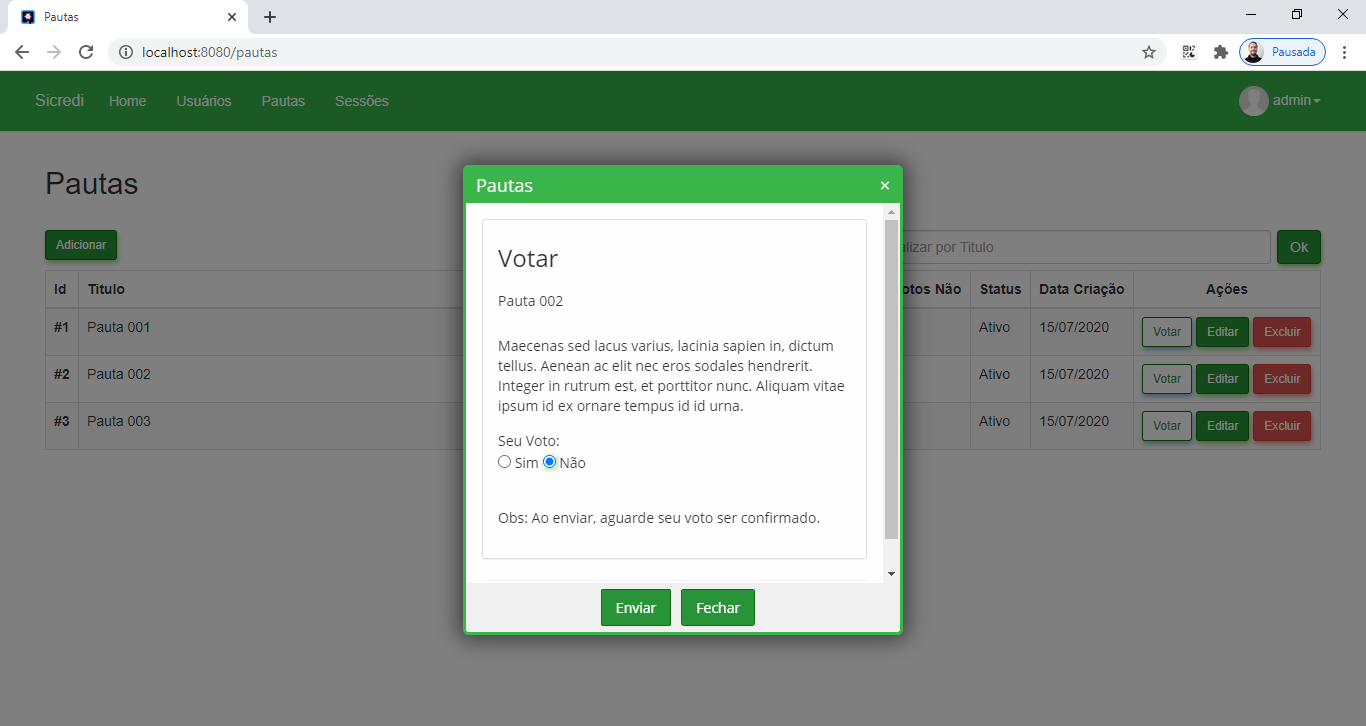 Pautas
localhost:8080/pautas
Pausada
Sicredi Home Usuários Pautas Sessões admin
Pautas
Adicionar
por Titulo Ok
Id Titulo Não Status Data Criação Ações
#1 Pauta 001 Ativo 15/07/2020 Votar Editar Excluir
#2 Pauta 002 Ativo 15/07/2020 Votar Editar Excluir
#3 Pauta 003 Ativo 15/07/2020 Votar Editar Excluir
Pautas ×
Votar
Pauta 002
Maecenas sed lacus varius, lacinia sapien in, dictum
tellus. Aenean ac elit nec eros sodales hendrerit.
Integer in rutrum est, et porttitor nunc. Aliquam vitae
ipsum id ex ornare tempus id id urna.
Seu Voto:
Sim Não
Obs: Ao enviar, aguarde seu voto ser confirmado.
Enviar Fechar